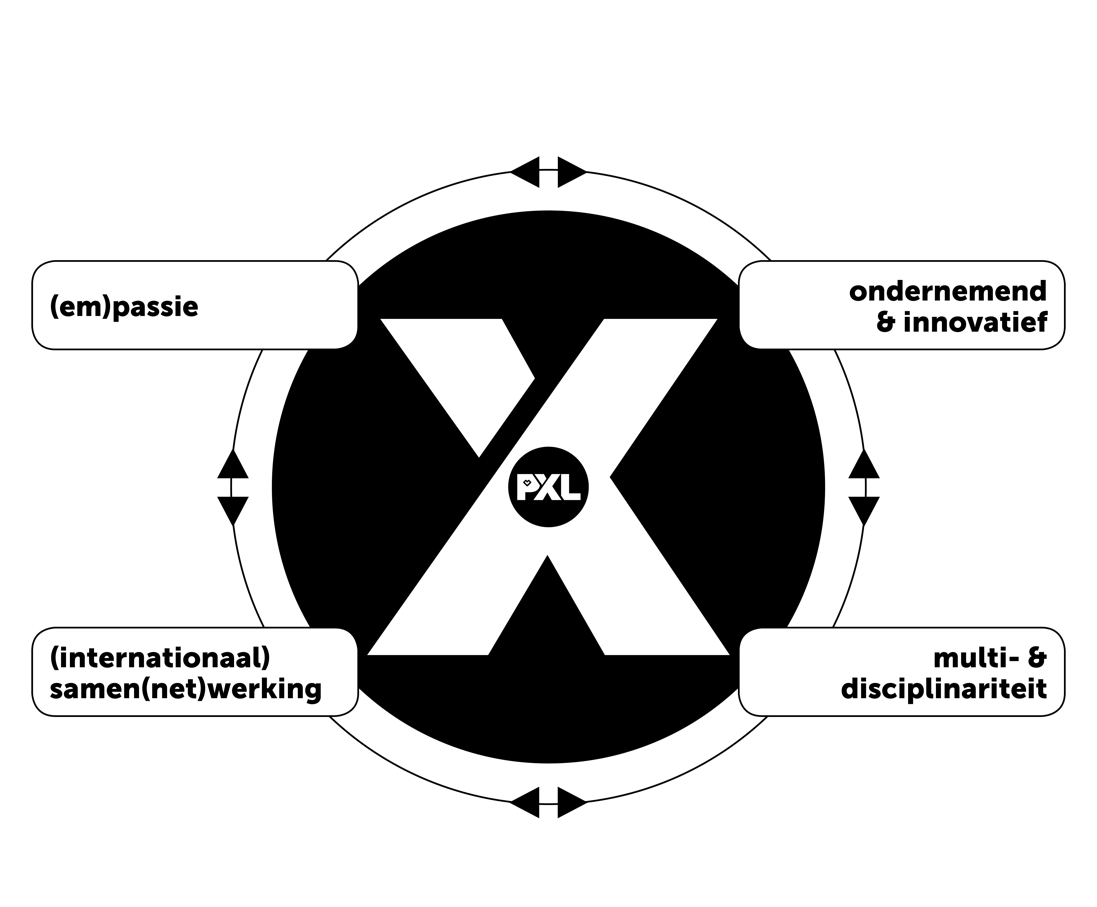 (em)passie
ondernemend
& innovatief
PXL
(internationaal)
samen(net)werking
multi- &
disciplinariteit